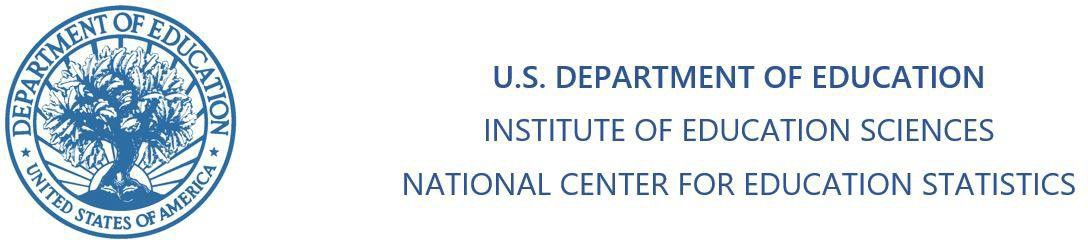 DEPARTMENT OF EDUCATION
★ UNITED STATES OF AMERICA ★
U.S. DEPARTMENT OF EDUCATION
INSTITUTE OF EDUCATION SCIENCES
NATIONAL CENTER FOR EDUCATION STATISTICS